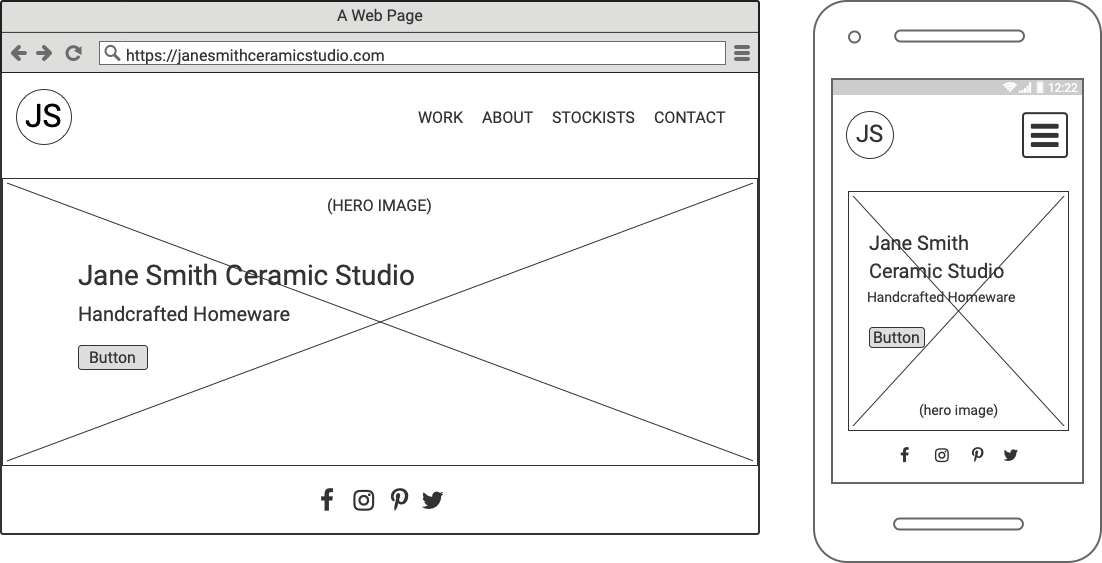 A Web Page
https://janesmithceramicstudio.com
JS
WORK ABOUT STOCKISTS CONTACT
(HERO IMAGE)
Jane Smith Ceramic Studio
Handcrafted Homeware
Button
12:22
JS
Jane Smith
Ceramic Studio
Handcrafted Homeware
Button
(hero image)